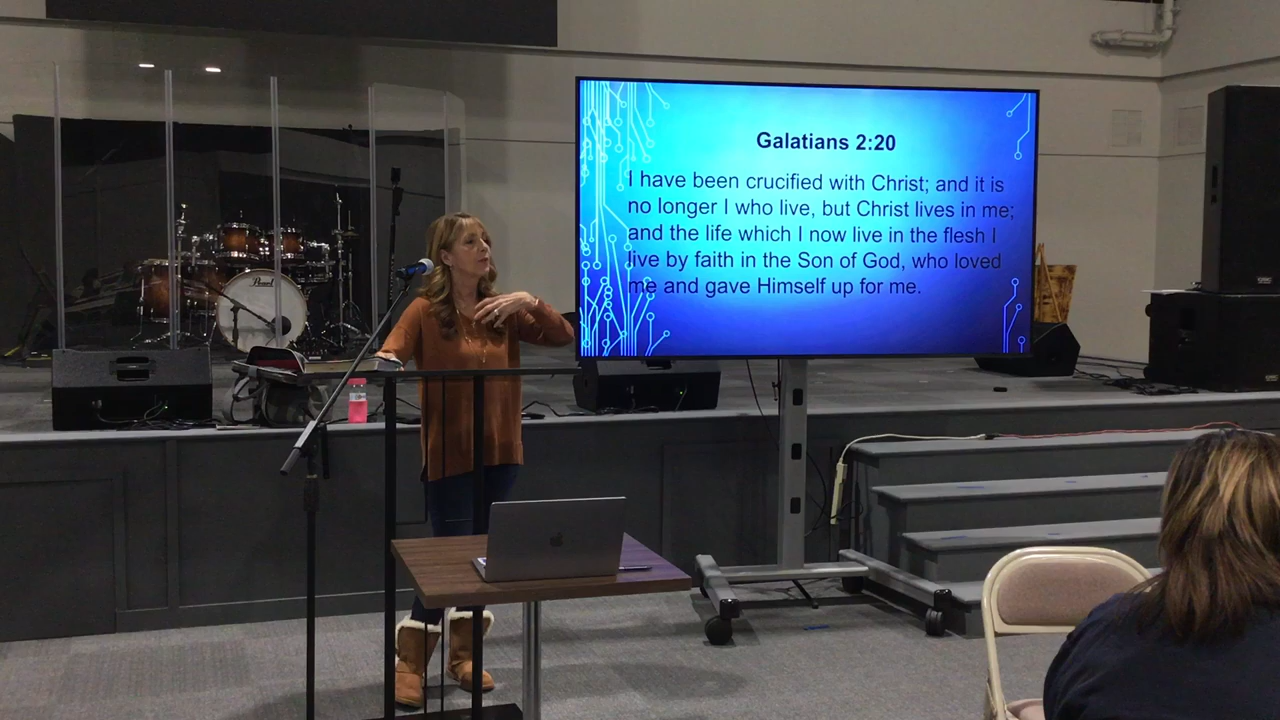 Galatians 2:20
I have been crucified with Christ; and it is
no longer I who live, but Christ lives in me;
and the life which I now live in the flesh I
live by faith in the Son of God, who loved
me and gave Himself up for me.
Pearl